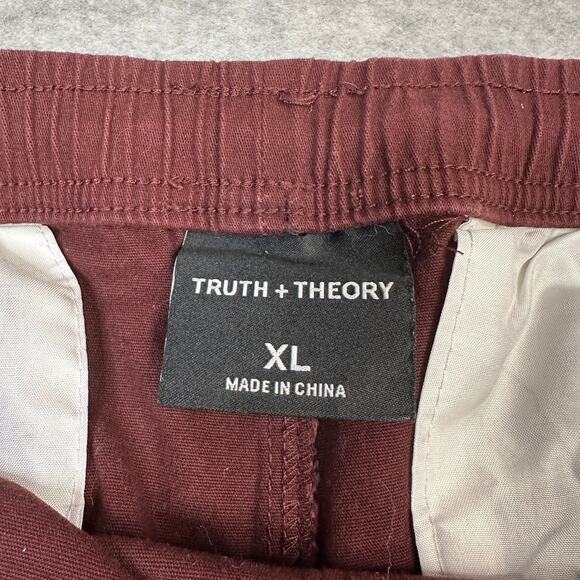 TRUTH + THEORY
XL
MADE IN CHINA